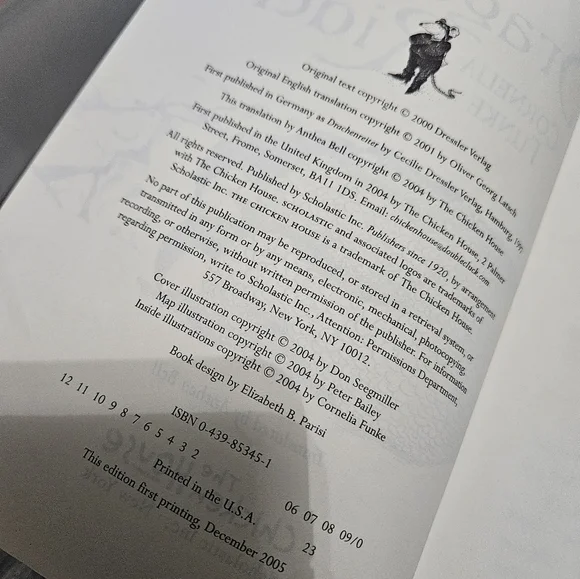 Original text copyright © 2000 Dressler Verlag
Original English translation copyright © 2001 by Oliver Georg Latsch
First published in Germany as Drachenreiter by Cecilie Dressler Verlag, Hamburg,
This translation by Anthea Bell copyright © 2004 by The Chicken House
First published in the United Kingdom in 2004 by The Chicken House, 2 Palmer
Street, Frome, Somerset, BA11 1DS. Email: chickenhouse@doublecluck.com
All rights reserved. Published by Scholastic Inc. Publishers since 1920, by arrangement
with The Chicken House. SCHOLASTIC and associated logos are trademarks of
Scholastic Inc. THE CHICKEN HOUSE is a trademark of The Chicken House.
No part of this publication may be reproduced, or stored in a retrieval system, or
transmitted in any form or by any means, electronic, mechanical, photocopying,
recording, or otherwise, without written permission of the publisher. For information
regarding permission, write to Scholastic Inc., Attention: Permissions Department,
557 Broadway, New York, NY 10012.
Cover illustration copyright © 2004 by Don Seegmiller
Map illustration copyright © 2004 by Peter Bailey
Inside illustrations copyright © 2004 by Cornelia Funke
Book design by Elizabeth B. Parisi
ISBN 0-439-85345-1
12 11 10 9 8 7 6 5 4 3 2 06 07 08 09/0
Printed in the U.S.A. 23
This edition first printing, December 2005